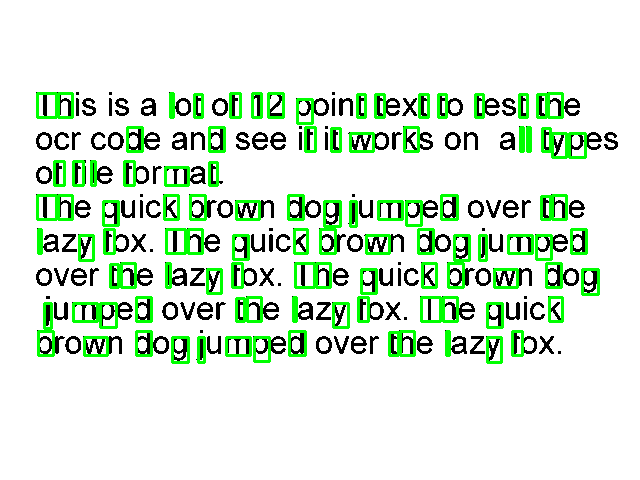 This is a lot of 12 point text to test the
ocr code and see if it works on all types
of file format.
The quick brown dog jumped over the
lazy fox. The quick brown dog jumped
over the lazy fox. The quick brown dog
jumped over the lazy fox. The quick
brown dog jumped over the lazy fox.